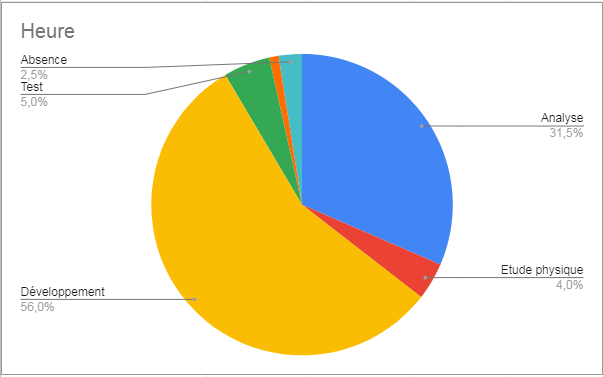 Heure
Absence
2,5%
Test
5,0%
Analyse
31,5%
Etude physique
4,0%
Développement
56,0%